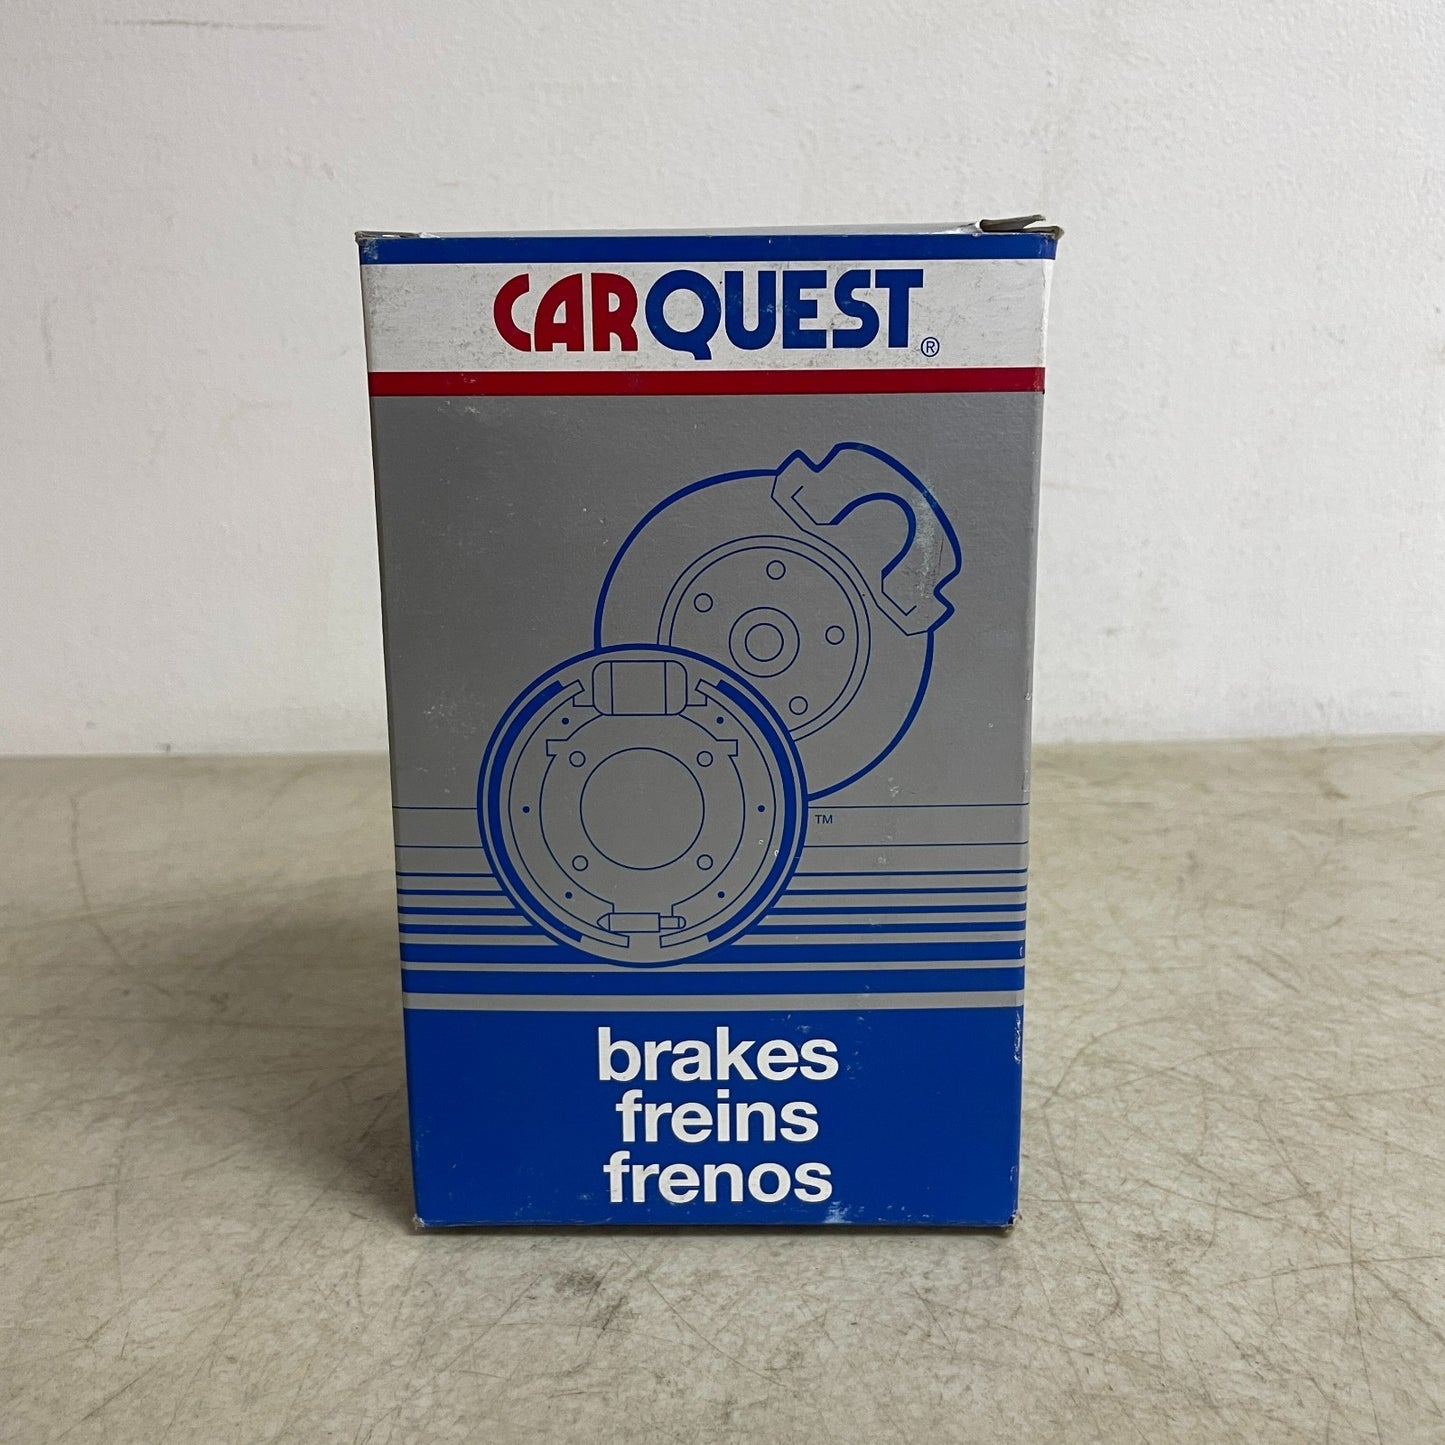 CARQUEST®
TM
brakes
freins
frenos